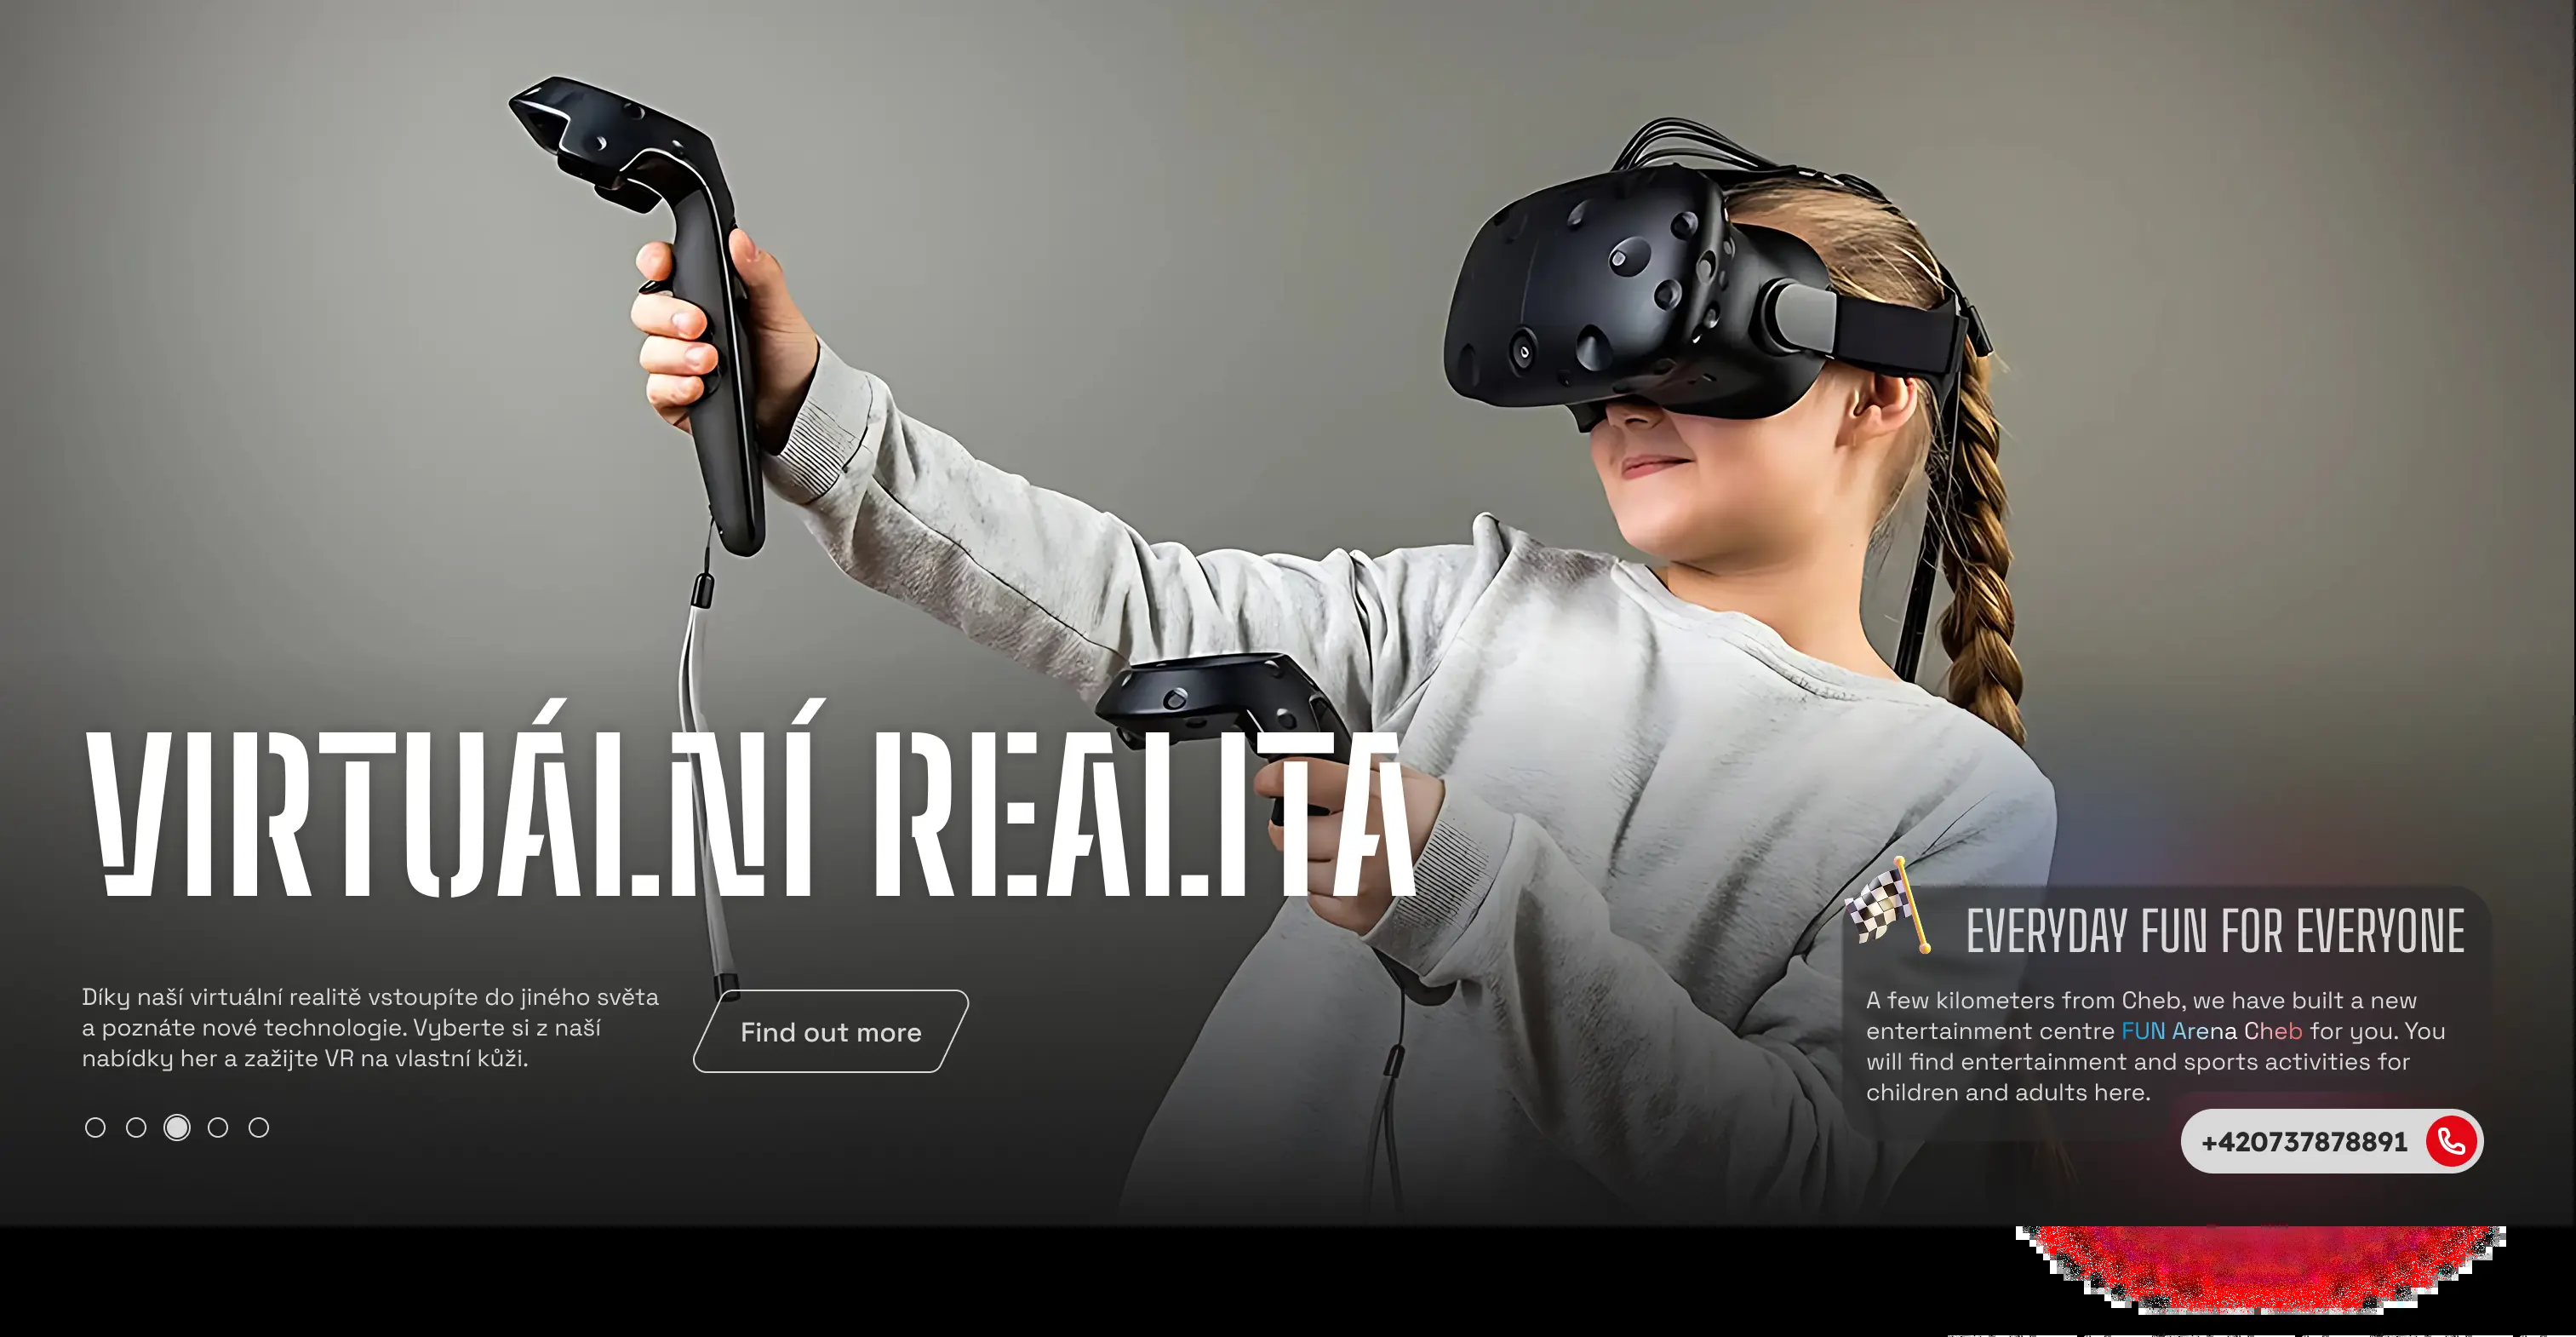 VIRTUÁLNÍ REALITA
Díky naší virtuální realitě vstoupíte do jiného světa
a poznáte nové technologie. Vyberte si z naší
nabídky her a zažijte VR na vlastní kůži.
Find out more
EVERYDAY FUN FOR EVERYONE
A few kilometers from Cheb, we have built a new
entertainment centre FUN Arena Cheb for you. You
will find entertainment and sports activities for
children and adults here.
+420737878891